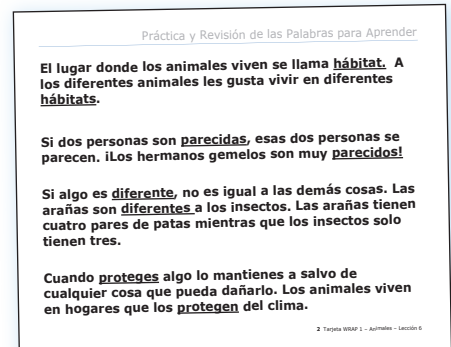 Práctica y Revisión de las Palabras para Aprender
El lugar donde los animales viven se llama hábitat. A
los diferentes animales les gusta vivir en diferentes
hábitats.
Si dos personas son parecidas, esas dos personas se
parecen. ¡Los hermanos gemelos son muy parecidos!
Si algo es diferente, no es igual a las demás cosas. Las
arañas son diferentes a los insectos. Las arañas tienen
cuatro pares de patas mientras que los insectos solo
tienen tres.
Cuando proteges algo lo mantienes a salvo de
cualquier cosa que pueda dañarlo. Los animales viven
en hogares que los protegen del clima.
2 Tarjeta WRAP 1 – Animales – Lección 6